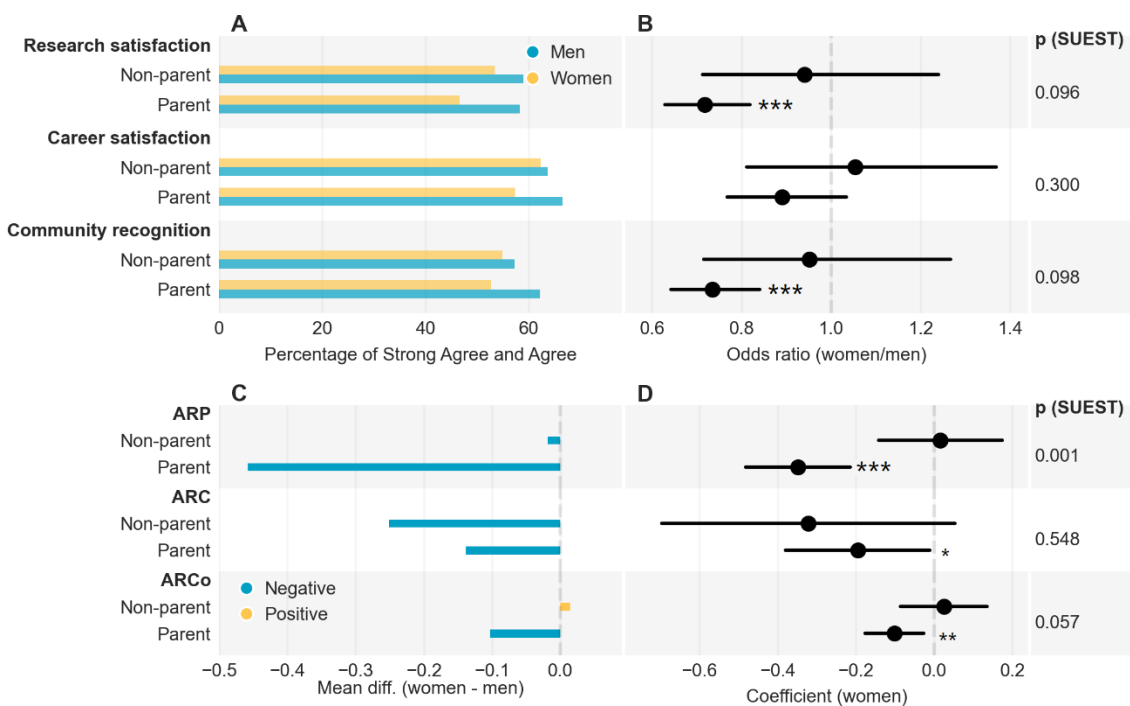 A
B
p (SUEST)
Research satisfaction
Men
Non-parent
Women
0.096
Parent
***
Career satisfaction
Non-parent
0.300
Parent
Community recognition
Non-parent
0.098
Parent
***
0 20 40 60
0.6 0.8 1.0 1.2 1.4
Percentage of Strong Agree and Agree
Odds ratio (women/men)
C
D
p (SUEST)
ARP
Non-parent
0.001
Parent
***
ARC
Non-parent
0.548
Parent
*
ARCo
Negative
Non-parent
Positive
0.057
Parent
**
−0.5 −0.4 −0.3 −0.2 −0.1 0.0
−0.6 −0.4 −0.2 0.0 0.2
Mean diff. (women - men)
Coefficient (women)